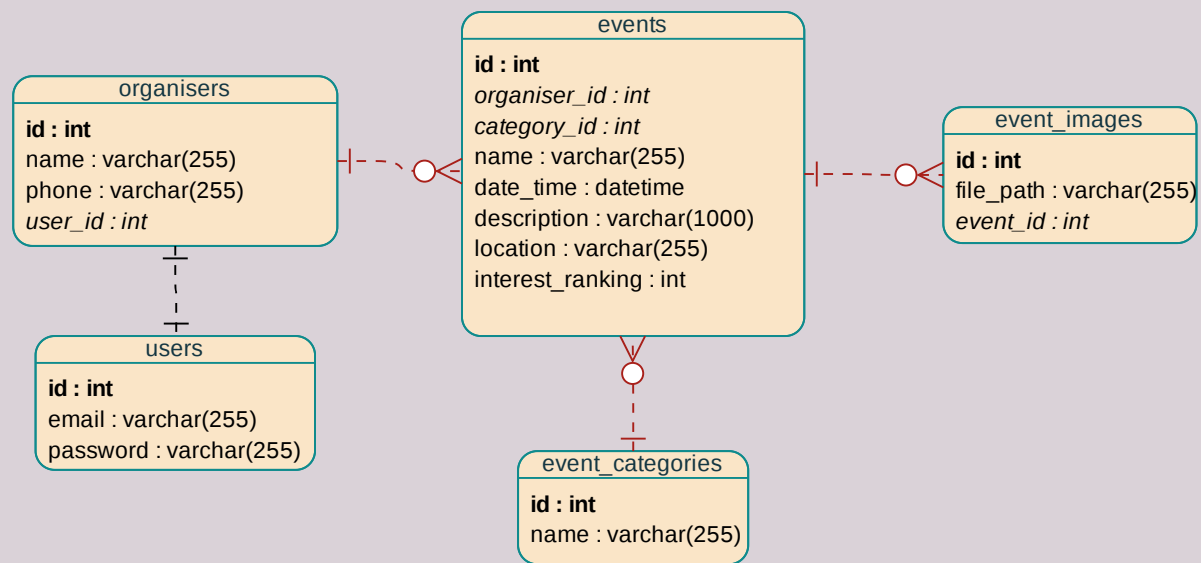 organisers
id : int
name : varchar(255)
phone : varchar(255)
user_id : int
users
id : int
email : varchar(255)
password : varchar(255)
events
id : int
organiser_id : int
category_id : int
name : varchar(255)
date_time : datetime
description : varchar(1000)
location : varchar(255)
interest_ranking : int
event_categories
id : int
name : varchar(255)
event_images
id : int
file_path : varchar(255)
event_id : int